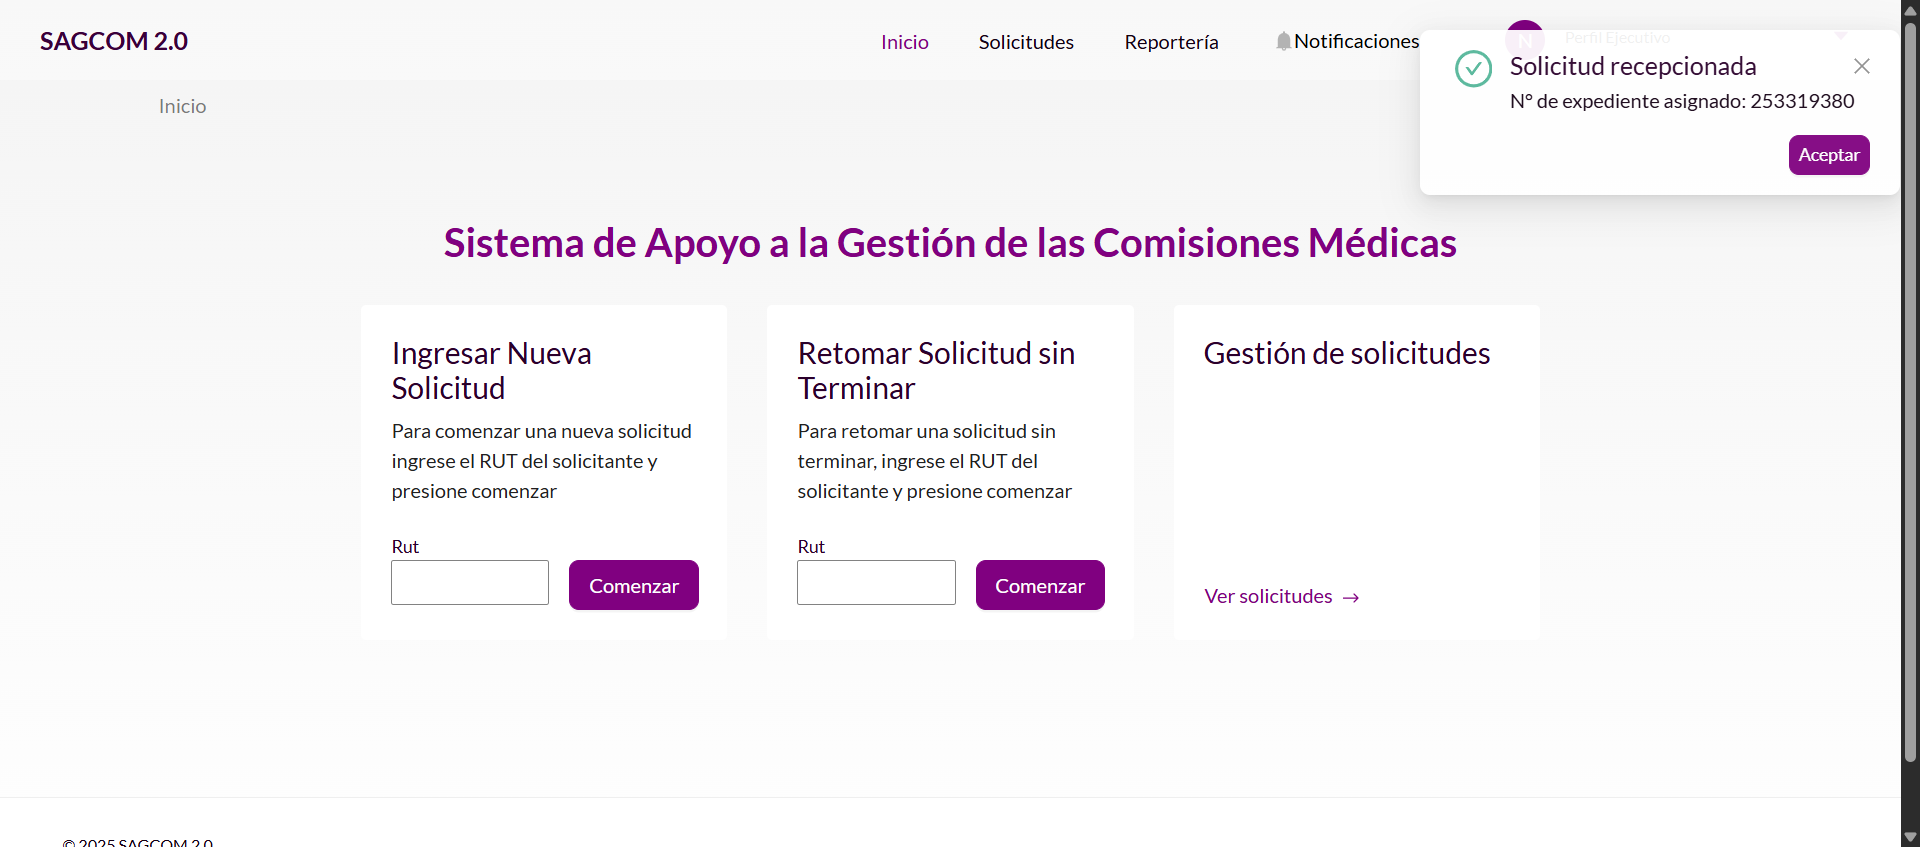 SAGCOM 2.0
Inicio
Solicitudes
Reportería
Notificaciones
N
Perfil Ejecutivo
Solicitud recepcionada
N° de expediente asignado: 253319380
Aceptar
Inicio
Sistema de Apoyo a la Gestión de las Comisiones Médicas
Ingresar Nueva
Solicitud
Para comenzar una nueva solicitud
ingrese el RUT del solicitante y
presione comenzar
Rut
Comenzar
Retomar Solicitud sin
Terminar
Para retomar una solicitud sin
terminar, ingrese el RUT del
solicitante y presione comenzar
Rut
Comenzar
Gestión de solicitudes
Ver solicitudes →
© 2025 SAGCOM 2.0